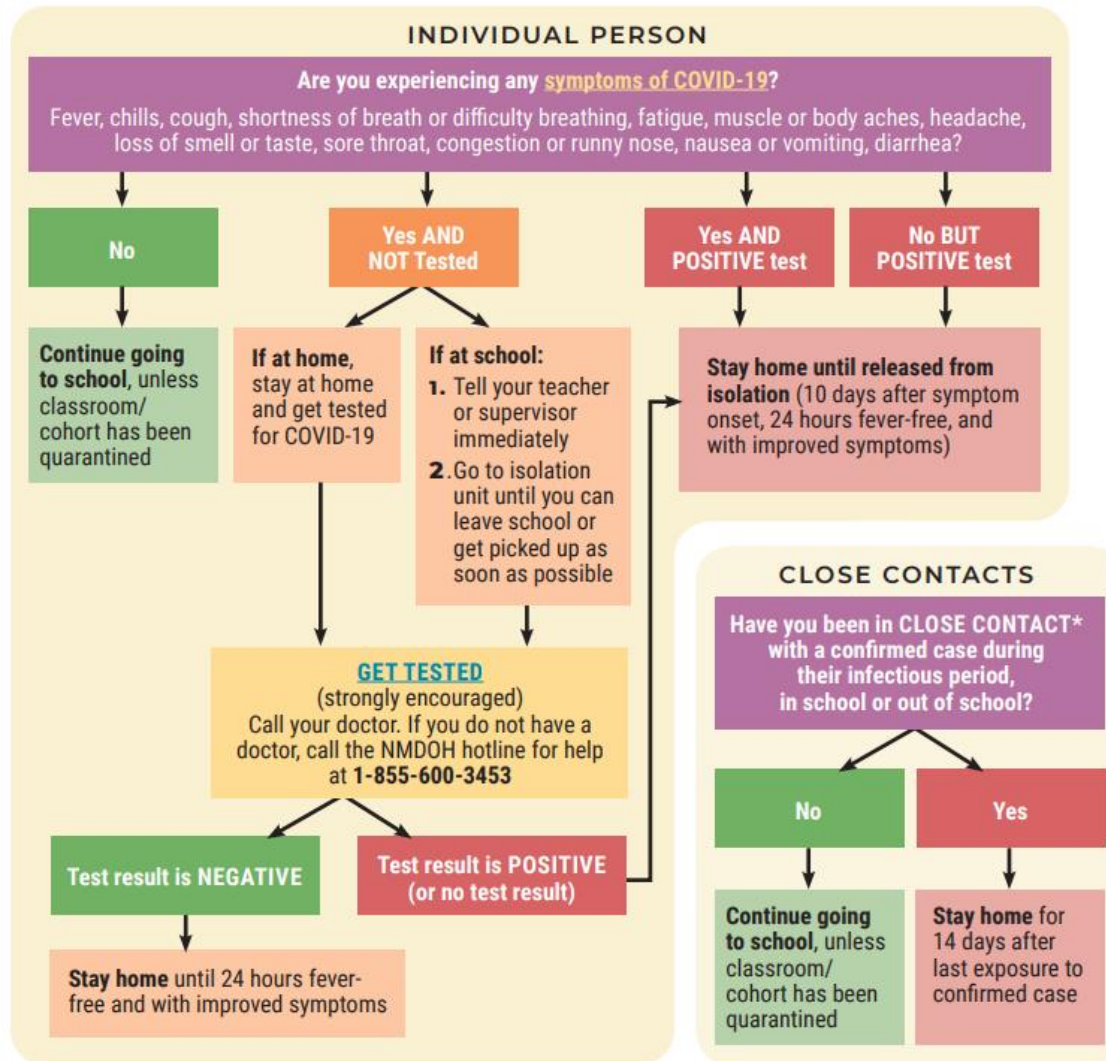 INDIVIDUAL PERSON
Are you experiencing any symptoms of COVID-19?
Fever, chills, cough, shortness of breath or difficulty breathing, fatigue, muscle or body aches, headache,
loss of smell or taste, sore throat, congestion or runny nose, nausea or vomiting, diarrhea?
No
Yes AND
NOT Tested
Yes AND
POSITIVE test
No BUT
POSITIVE test
Continue going
to school, unless
classroom/
cohort has been
quarantined
If at home,
stay at home
and get tested
for COVID-19
If at school:
1. Tell your teacher
or supervisor
immediately
2. Go to isolation
unit until you can
leave school or
get picked up as
soon as possible
Stay home until released from
isolation (10 days after symptom
onset, 24 hours fever-free, and
with improved symptoms)
GET TESTED
(strongly encouraged)
Call your doctor. If you do not have a
doctor, call the NMDOH hotline for help
at 1-855-600-3453
Test result is NEGATIVE
Test result is POSITIVE
(or no test result)
Stay home until 24 hours fever-
free and with improved symptoms
CLOSE CONTACTS
Have you been in CLOSE CONTACT*
with a confirmed case during
their infectious period,
in school or out of school?
No
Yes
Continue going
to school, unless
classroom/
cohort has been
quarantined
Stay home for
14 days after
last exposure to
confirmed case